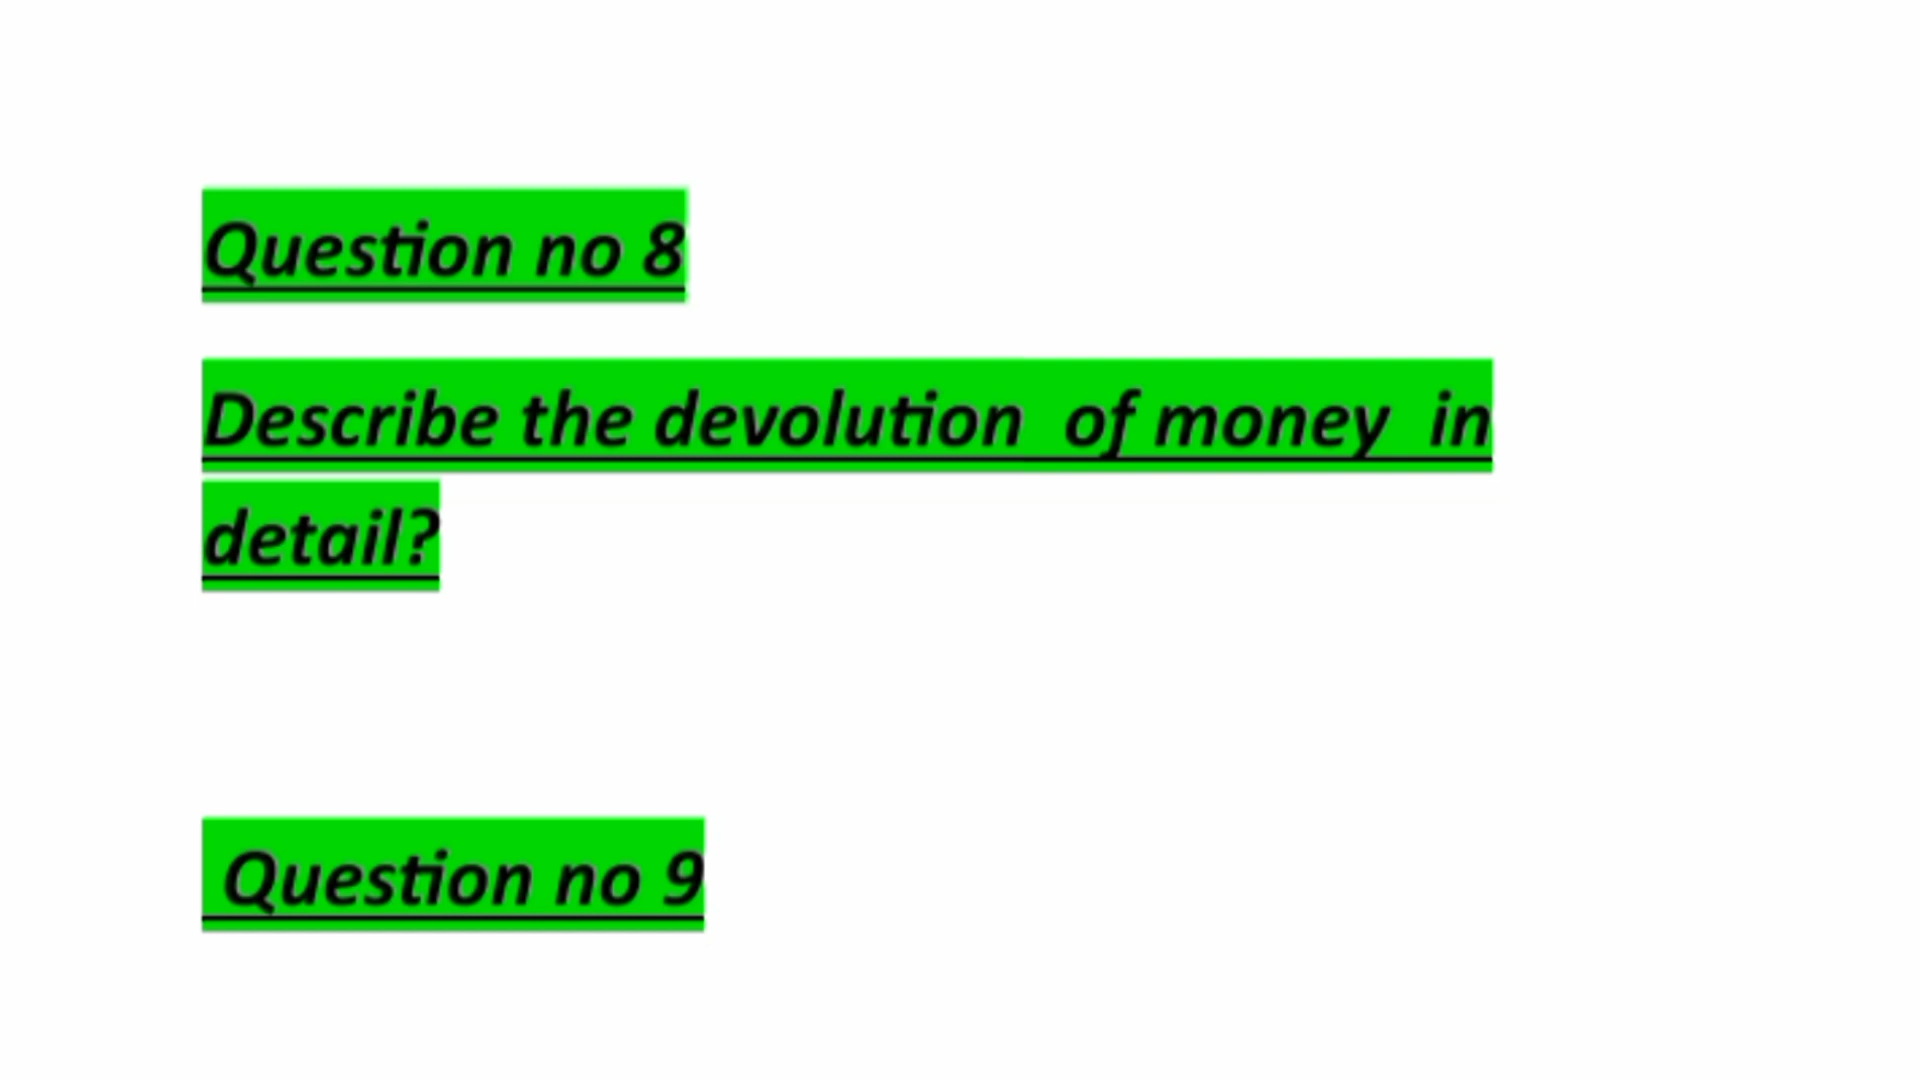 Question no 8
Describe the devolution  of money  in
detail?
Question no 9